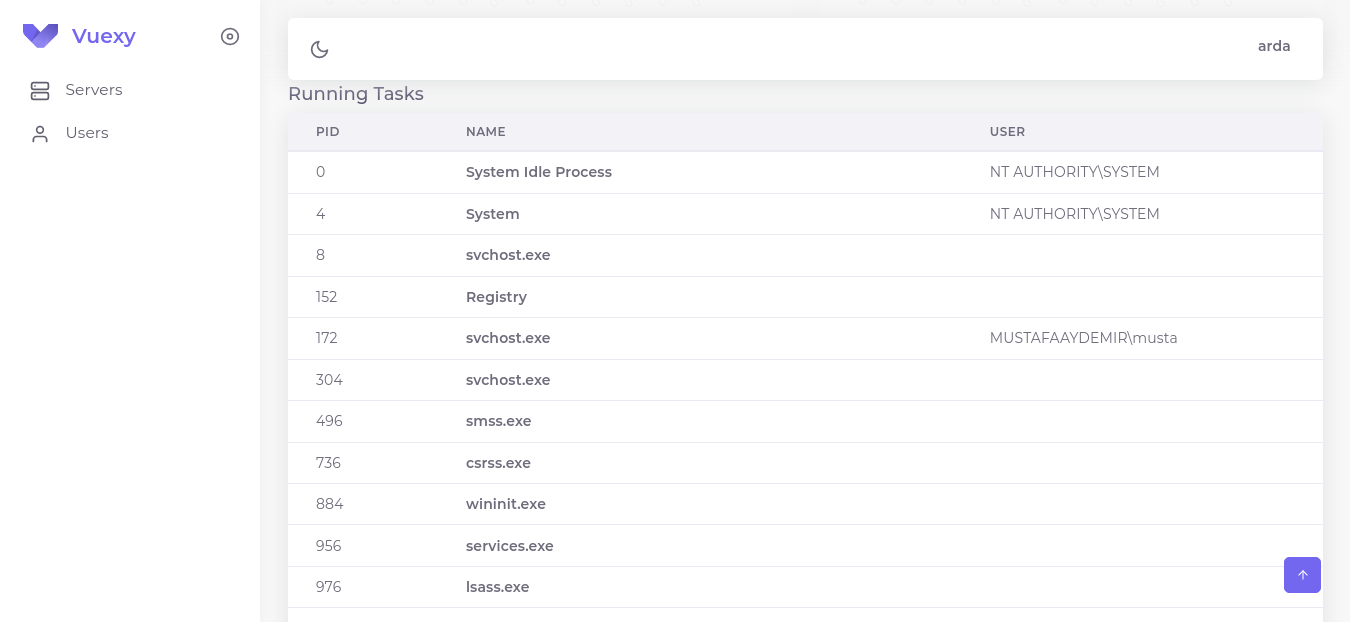 Vuexy
arda
Servers
Users
Running Tasks
PID NAME USER
0 System Idle Process NT AUTHORITY\SYSTEM
4 System NT AUTHORITY\SYSTEM
8 svchost.exe
152 Registry
172 svchost.exe MUSTAFAAYDEMIR\musta
304 svchost.exe
496 smss.exe
736 csrss.exe
884 wininit.exe
956 services.exe
976 lsass.exe